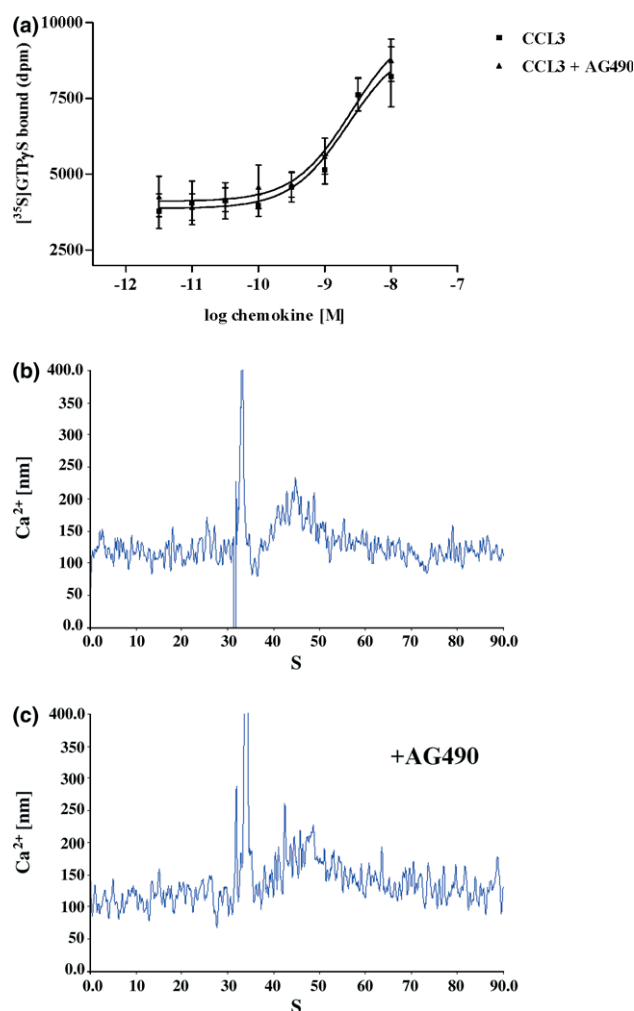 (a)
10000
7500
5000
2500
[³⁵S]GTPγS bound (dpm)
-12 -11 -10 -9 -8 -7
log chemokine [M]
CCL3
CCL3 + AG490
(b)
400.0
350
300
250
200
150
100
50
0.0
Ca²⁺ [nm]
0.0 10 20 30 40 50 60 70 80 90.0
S
(c)
+AG490
400.0
350
300
250
200
150
100
50
0.0
Ca²⁺ [nm]
0.0 10 20 30 40 50 60 70 80 90.0
S